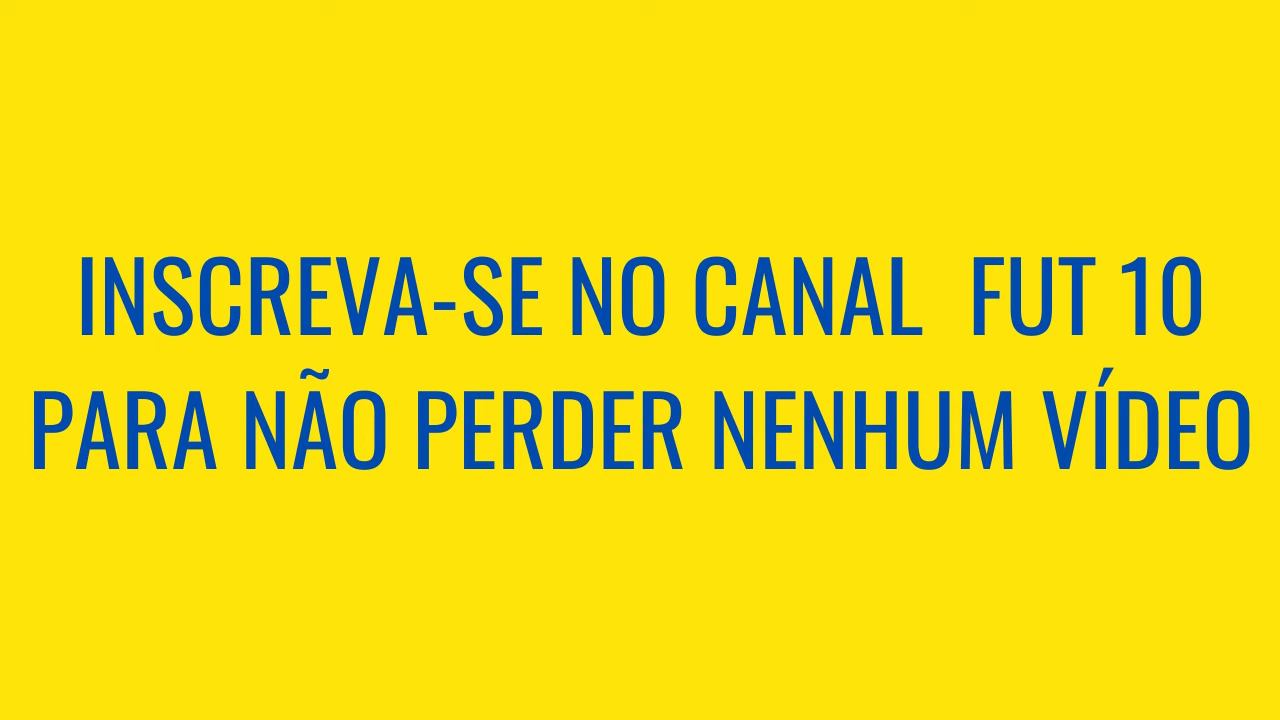 INSCREVA-SE NO CANAL  FUT 10
PARA NÃO PERDER NENHUM VÍDEO